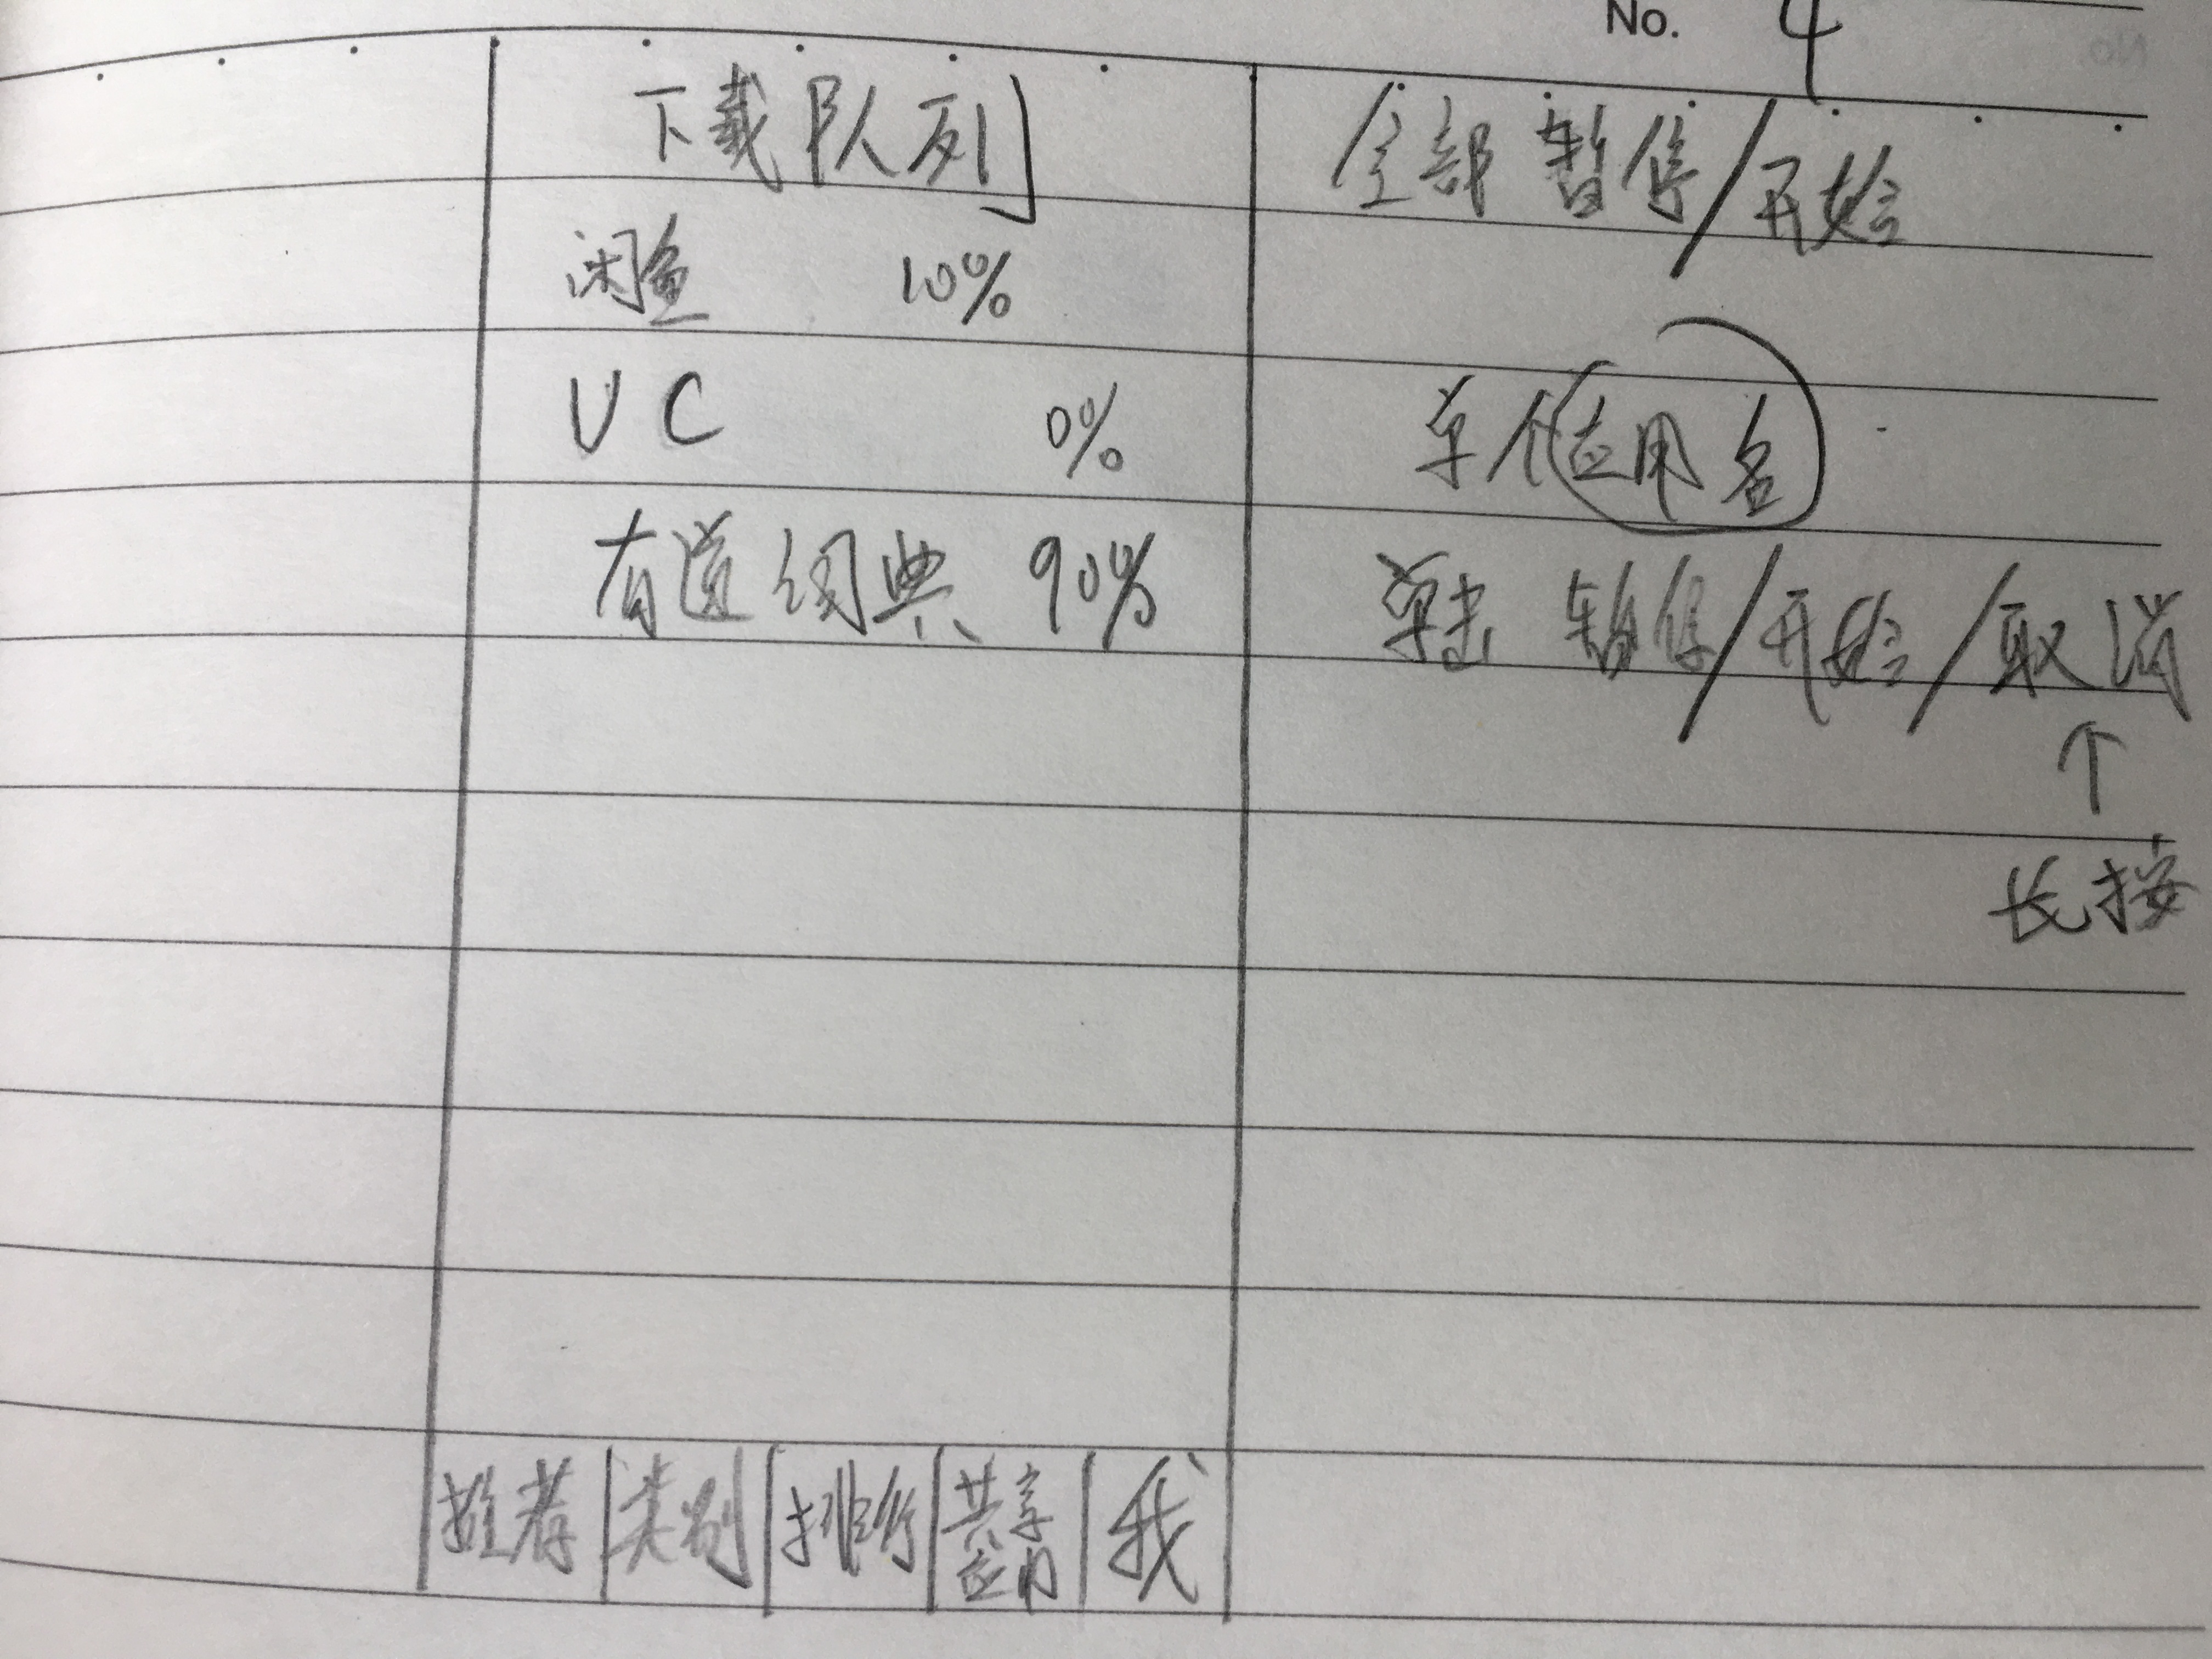 No. 4
下载队列
全部 暂停/开始
闲鱼 10%
UC 0%
单个应用名
有道词典 90%
单击 暂停/开始/取消
↑
长按
推荐 类别 排行 共享应用 我